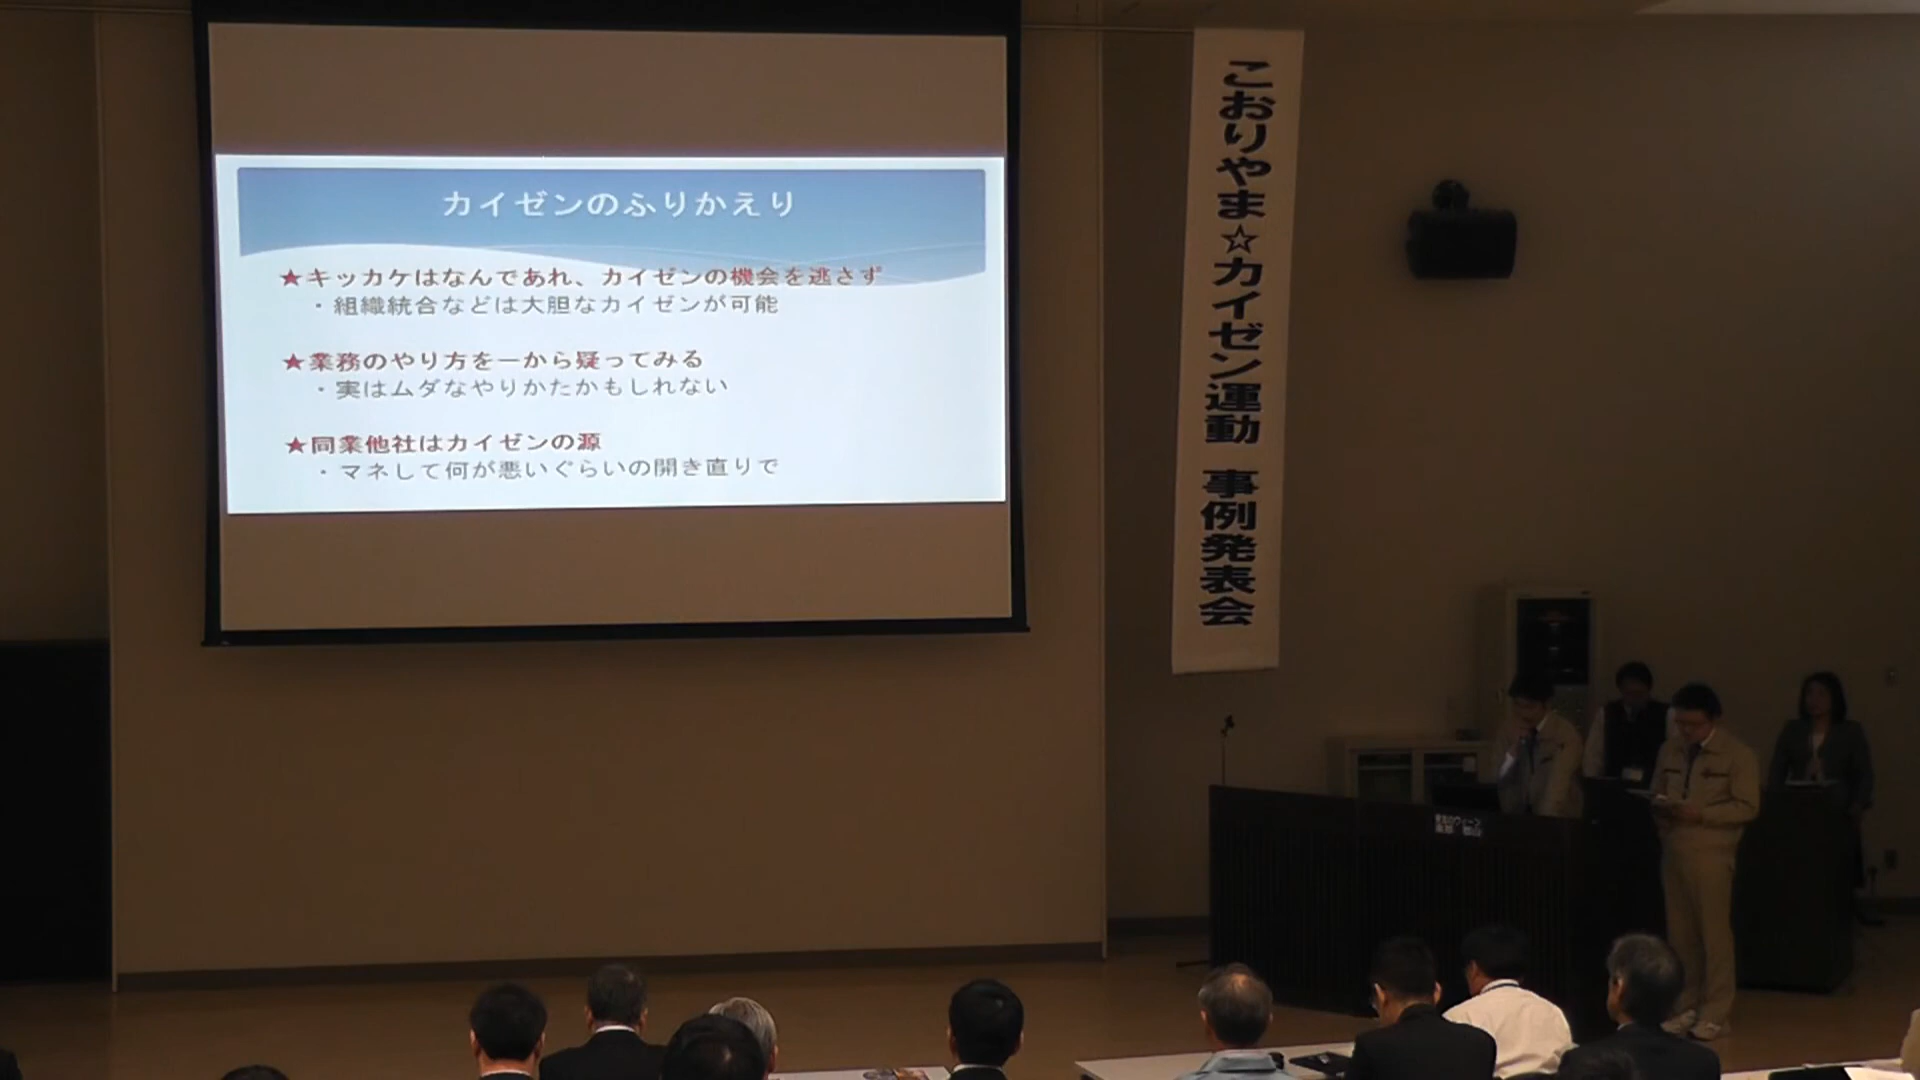 カイゼンのふりかえり
★キッカケはなんであれ、カイゼンの機会を逃さず
・組織統合などは大胆なカイゼンが可能
★業務のやり方を一から疑ってみる
・実はムダなやりかたかもしれない
★同業他社はカイゼンの源
・マネして何が悪いぐらいの開き直りで
こおりやま☆カイゼン運動 事例発表会